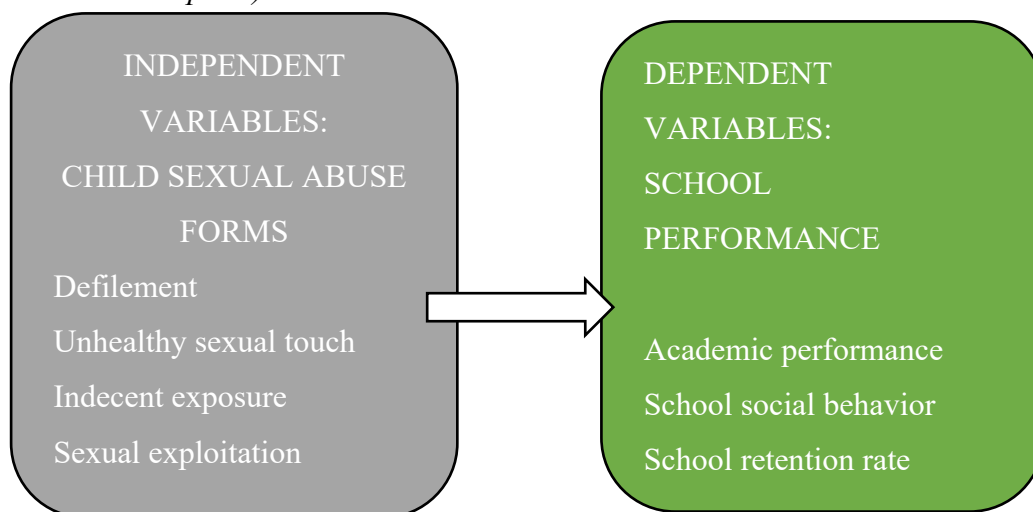 INDEPENDENT
VARIABLES:
CHILD SEXUAL ABUSE
FORMS
Defilement
Unhealthy sexual touch
Indecent exposure
Sexual exploitation
DEPENDENT
VARIABLES:
SCHOOL
PERFORMANCE
Academic performance
School social behavior
School retention rate